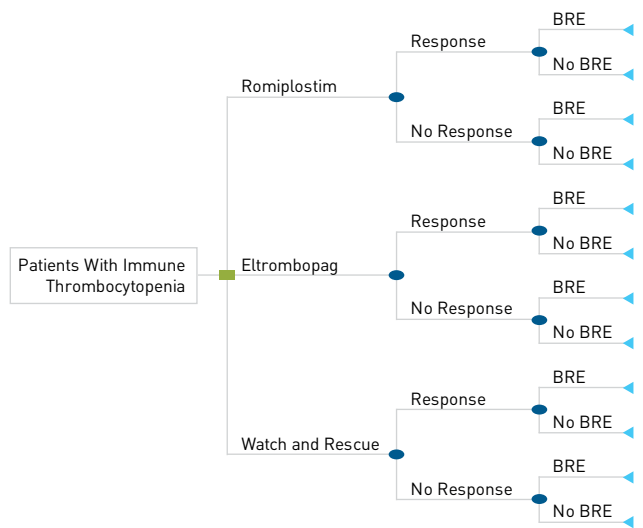 BRE
Response
No BRE
Romiplostim
BRE
No Response
No BRE
BRE
Response
No BRE
Patients With Immune
Thrombocytopenia
Eltrombopag
BRE
No Response
No BRE
BRE
Response
No BRE
Watch and Rescue
BRE
No Response
No BRE